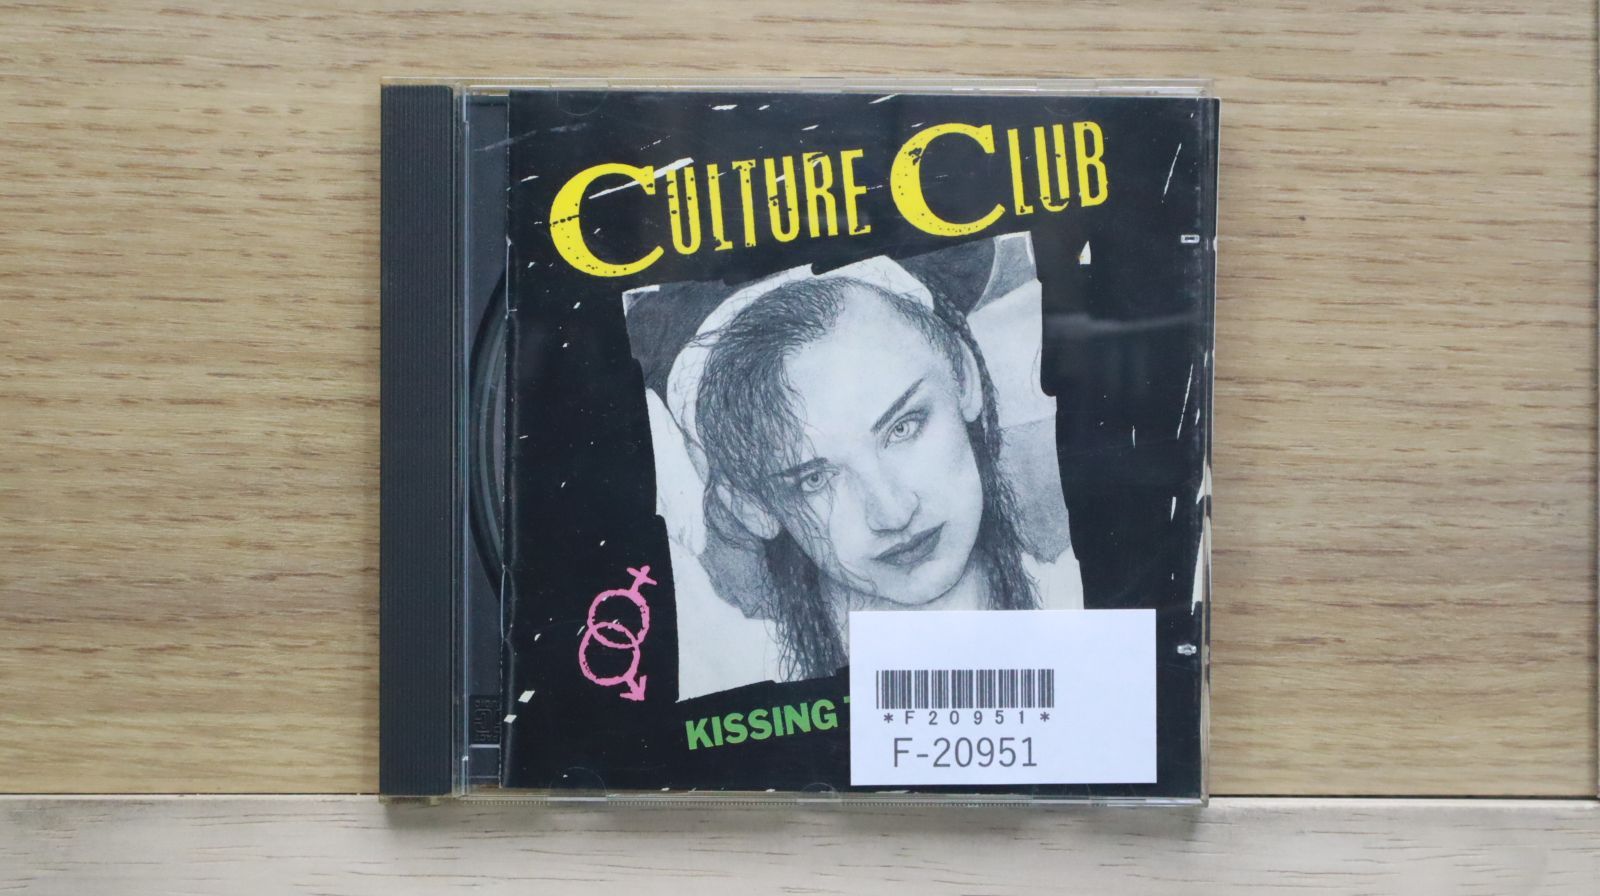 CULTURE CLUB
KISSING
*F20951*
F-20951